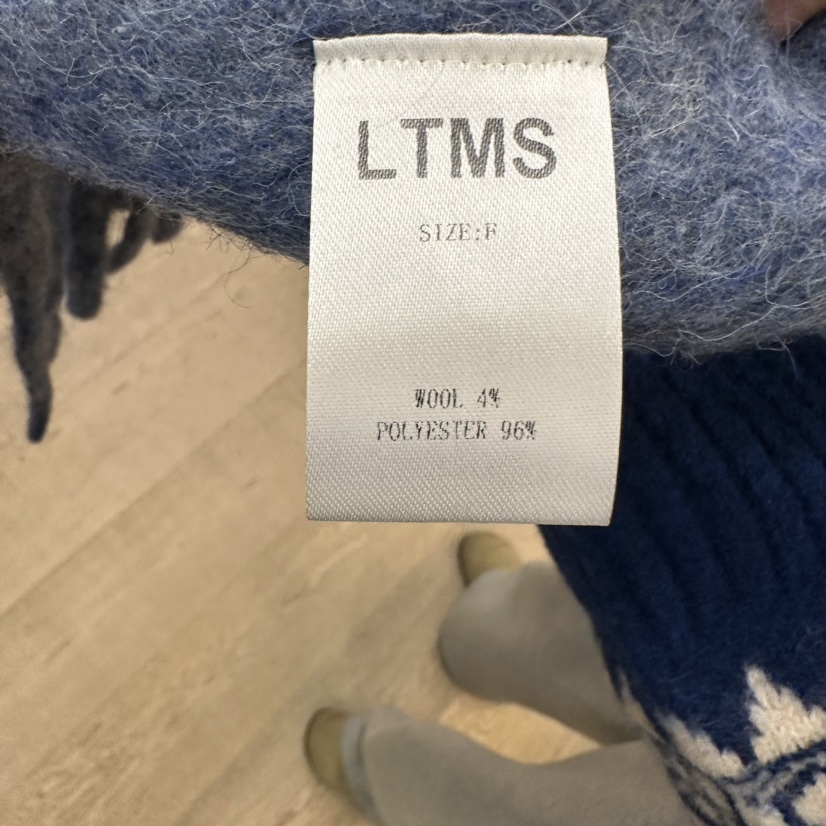 LTMS
SIZE:F
WOOL 4%
POLYESTER 96%